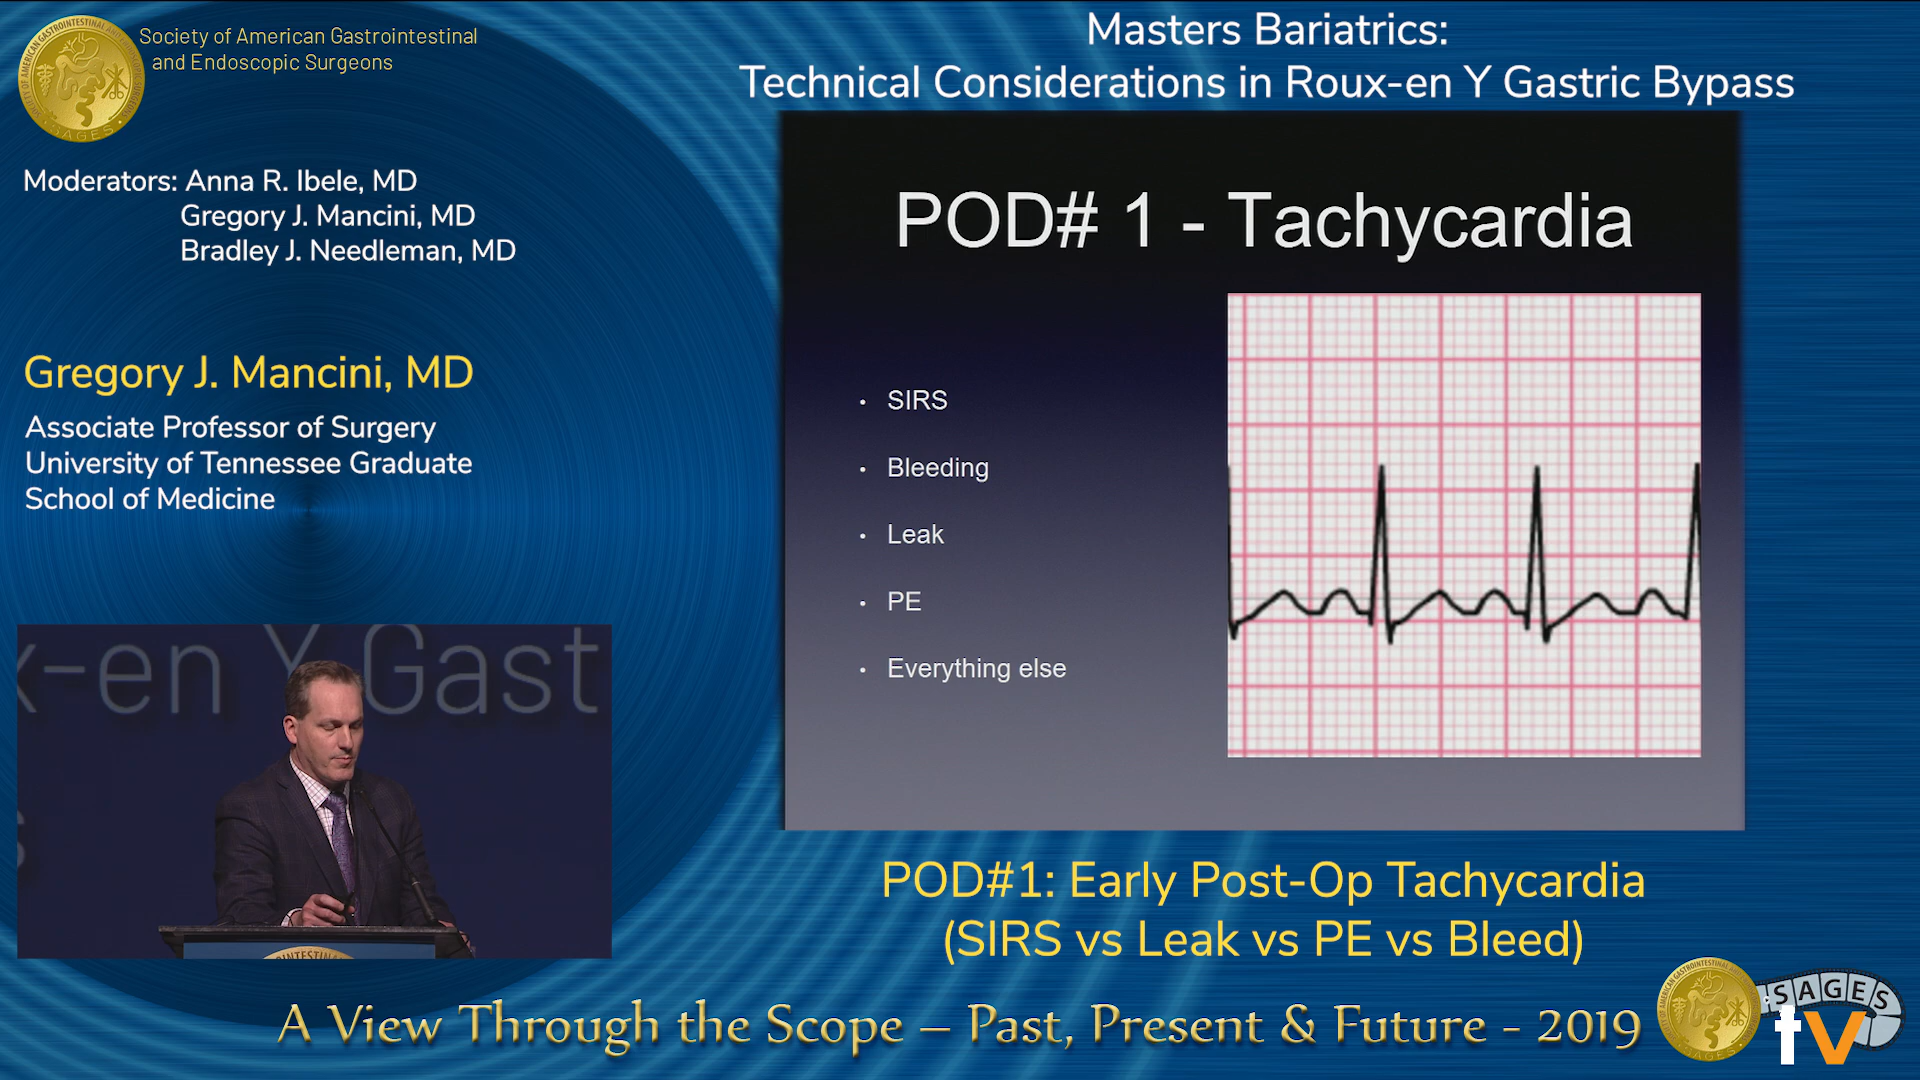 Society of American Gastrointestinal
and Endoscopic Surgeons
SAGES
Masters Bariatrics:
Technical Considerations in Roux-en Y Gastric Bypass
Moderators: Anna R. Ibele, MD
Gregory J. Mancini, MD
Bradley J. Needleman, MD
Gregory J. Mancini, MD
Associate Professor of Surgery
University of Tennessee Graduate
School of Medicine
x-en Y Gast
POD# 1 - Tachycardia
• SIRS
• Bleeding
• Leak
• PE
• Everything else
POD#1: Early Post-Op Tachycardia
(SIRS vs Leak vs PE vs Bleed)
A View Through the Scope – Past, Present & Future - 2019
SAGES
tv